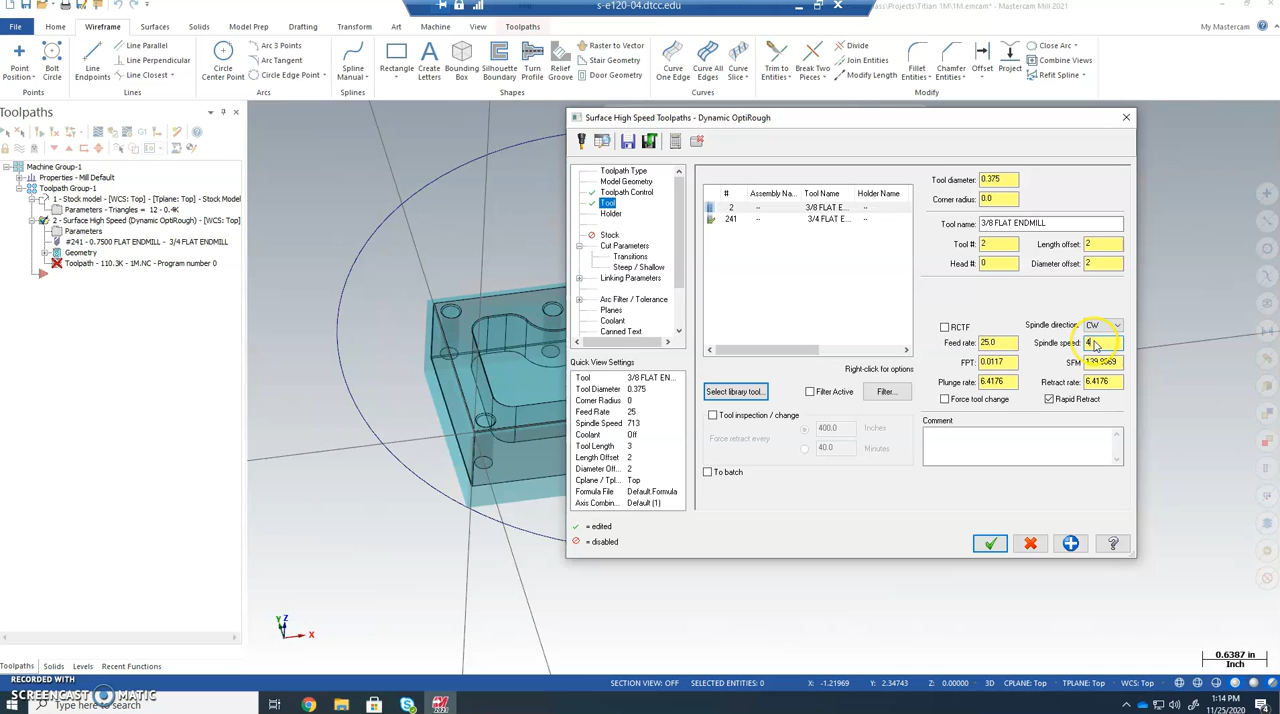 s-e120-04.dtcc.edu
ass\Projects\Titian 1M\1M.emcam* - Mastercam Mill 2021
File Home Wireframe Surfaces Solids Model Prep Drafting Transform Art Machine View Toolpaths My Mastercam
Point Position
Bolt Circle
Points
Line Endpoints
Line Parallel
Line Perpendicular
Line Closest
Lines
Circle Center Point
Arc 3 Points
Arc Tangent
Circle Edge Point
Arcs
Spline Manual
Splines
Rectangle
Create Letters
Bounding Box
Silhouette Boundary
Turn Profile
Relief Groove
Raster to Vector
Stair Geometry
Door Geometry
Shapes
Curve One Edge
Curve All Edges
Curve Slice
Curves
Trim to Entities
Break Two Pieces
Divide
Join Entities
Modify Length
Fillet Entities
Chamfer Entities
Offset
Project
Close Arc
Combine Views
Refit Spline
Modify
Toolpaths
Machine Group-1
Properties - Mill Default
Toolpath Group-1
1 - Stock model - [WCS: Top] - [Tplane: Top] - Stock Model
Parameters - Triangles = 12 - 0.4K
2 - Surface High Speed (Dynamic OptiRough) - [WCS: Top]
Parameters
#241 - 0.7500 FLAT ENDMILL - 3/4 FLAT ENDMILL
Geometry
Toolpath - 110.3K - 1M.NC - Program number 0
Surface High Speed Toolpaths - Dynamic OptiRough
Toolpath Type
Model Geometry
Toolpath Control
Tool
Holder
Stock
Cut Parameters
Transitions
Steep / Shallow
Linking Parameters
Arc Filter / Tolerance
Planes
Coolant
Canned Text
Quick View Settings
Tool 3/8 FLAT EN...
Tool Diameter 0.375
Corner Radius 0
Feed Rate 25
Spindle Speed 713
Coolant Off
Tool Length 3
Length Offset 2
Diameter Off... 2
Cplane / Tpl... Top
Formula File Default.Formula
Axis Combin... Default (1)
= edited
= disabled
# Assembly Na... Tool Name Holder Name
2 -- 3/8 FLAT E... --
241 -- 3/4 FLAT E... --
Right-click for options
Select library tool...
Filter Active
Filter...
Tool inspection / change
Force retract every
400.0 Inches
40.0 Minutes
To batch
Tool diameter: 0.375
Corner radius: 0.0
Tool name: 3/8 FLAT ENDMILL
Tool #: 2 Length offset: 2
Head #: 0 Diameter offset: 2
RCTF Spindle direction: CW
Feed rate: 25.0 Spindle speed: 4
FPT: 0.0117 SFM
Plunge rate: 6.4176 Retract rate: 6.4176
Force tool change Rapid Retract
Comment
Y Z X
0.6387 in
Inch
Toolpaths Solids Levels Recent Functions
SECTION VIEW: OFF SELECTED ENTITIES: 0 X: -1.21969 Y: 2.34743 Z: 0.00000 3D CPLANE: Top TPLANE: Top WCS: Top
RECORDED WITH
SCREENCAST MATIC
Type here to search
1:14 PM
11/25/2020
4